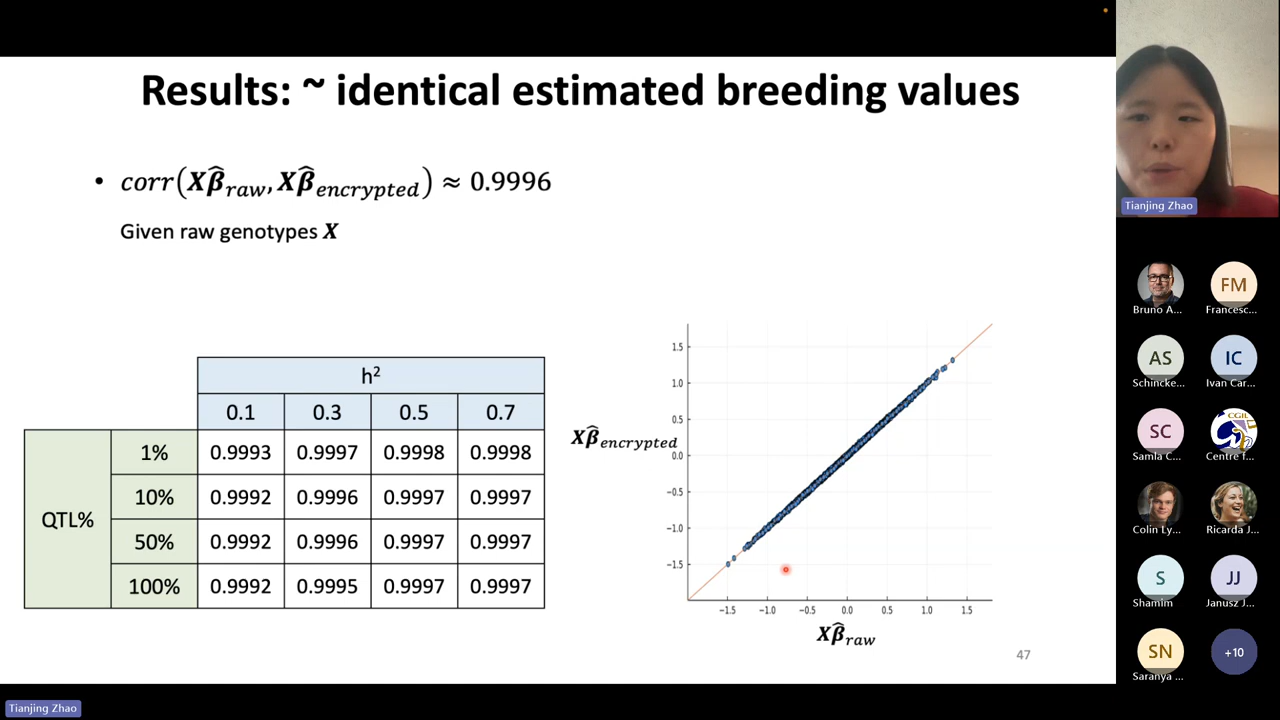 Results: ~ identical estimated breeding values
• corr(Xβ̂raw, Xβ̂encrypted) ≈ 0.9996
Given raw genotypes X
h²
0.1 0.3 0.5 0.7
QTL%
1% 0.9993 0.9997 0.9998 0.9998
10% 0.9992 0.9996 0.9997 0.9997
50% 0.9992 0.9996 0.9997 0.9997
100% 0.9992 0.9995 0.9997 0.9997
Xβ̂encrypted
1.5
1.0
0.5
0.0
−0.5
−1.0
−1.5
−1.5 −1.0 −0.5 0.0 0.5 1.0 1.5
Xβ̂raw
47
Tianjing Zhao
Bruno A...
FM
Francesc...
AS
Schincke...
IC
Ivan Car...
SC
Samla C...
CGIL
Centre f...
Colin Ly...
Ricarda J...
S
Shamim
JJ
Janusz J...
SN
Saranya ...
+10
Tianjing Zhao